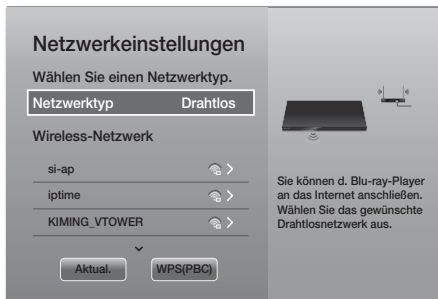 Netzwerkeinstellungen
Wählen Sie einen Netzwerktyp.
Netzwerktyp Drahtlos
Wireless-Netzwerk
si-ap
iptime
KIMING_VTOWER
Aktual. WPS(PBC)
Sie können d. Blu-ray-Player
an das Internet anschließen.
Wählen Sie das gewünschte
Drahtlosnetzwerk aus.